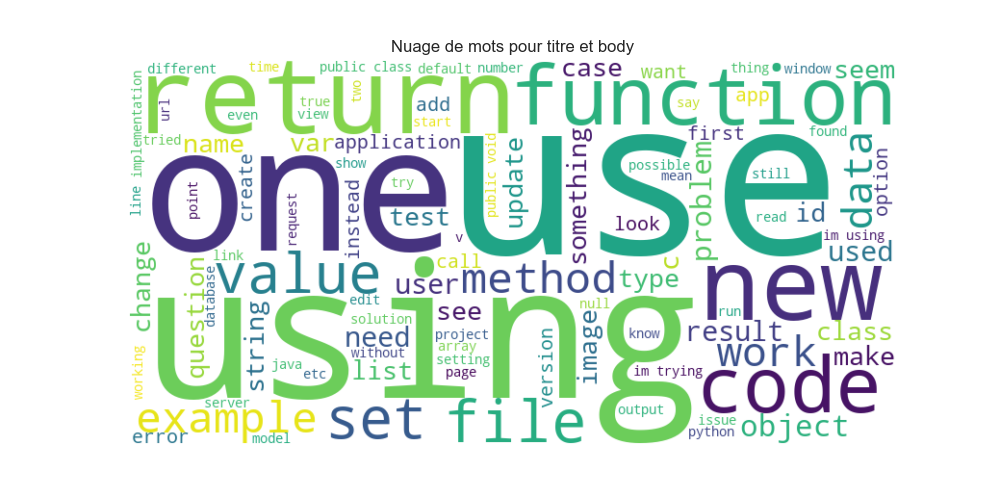 Nuage de mots pour titre et body
different
time
public class
default
number
case
want
thing
window
seem
return
function
line implementation
url
true
view
even
two
add
start
say
app
tried
name
var
application
first
found
one
use
show
try
public void
update
something
possible
mean
problem
still
data
option
point
create
request
instead
test
look
read
id
v
im using
used
change
link
value
call
user
method
type
c
new
question
database
using
edit
see
null
run
string
solution
need
project
know
result
class
java
without
array
list
setting
version
image
work
make
working
etc
page
im trying
code
server
example
set
file
output
issue
object
error
model
python